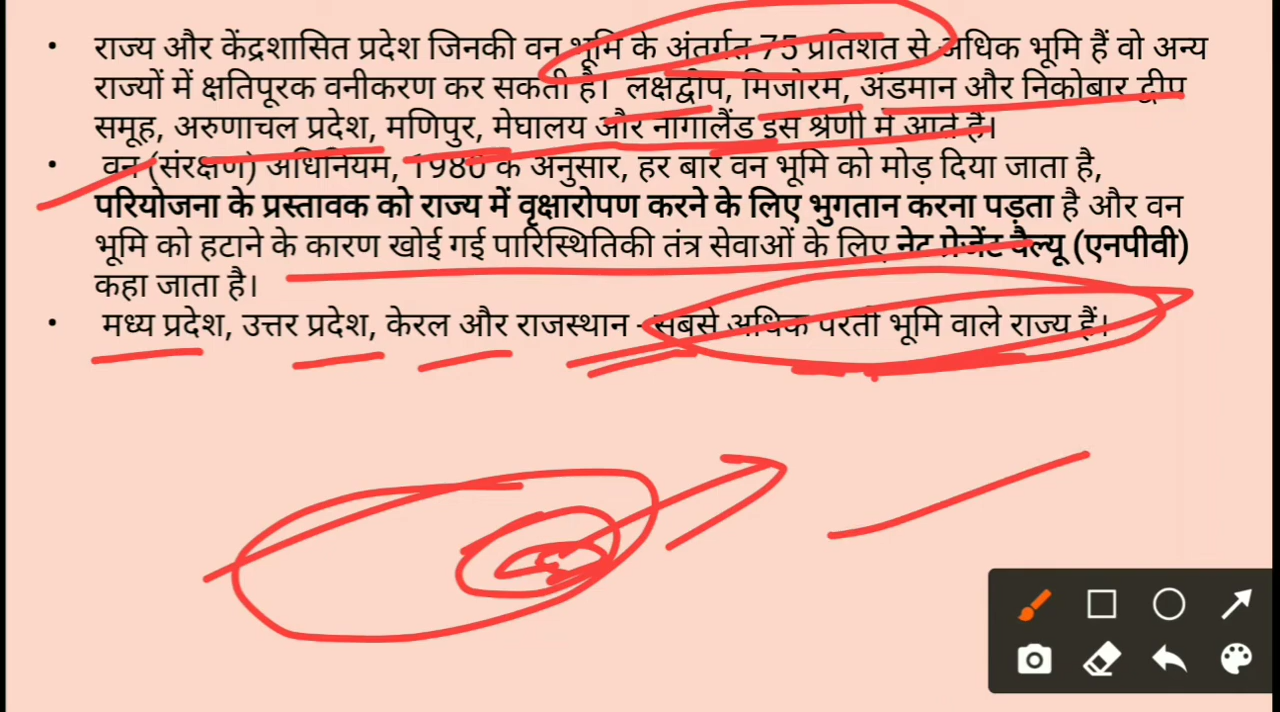 • राज्य और केंद्रशासित प्रदेश जिनकी वन भूमि के अंतर्गत 75 प्रतिशत से अधिक भूमि हैं वो अन्य
राज्यों में क्षतिपूरक वनीकरण कर सकती है। लक्षद्वीप, मिजोरम, अंडमान और निकोबार द्वीप
समूह, अरुणाचल प्रदेश, मणिपुर, मेघालय और नागालैंड इस श्रेणी में आते हैं।
• वन (संरक्षण) अधिनियम, 1980 के अनुसार, हर बार वन भूमि को मोड़ दिया जाता है,
परियोजना के प्रस्तावक को राज्य में वृक्षारोपण करने के लिए भुगतान करना पड़ता है और वन
भूमि को हटाने के कारण खोई गई पारिस्थितिकी तंत्र सेवाओं के लिए नेट प्रेजेंट वैल्यू (एनपीवी)
कहा जाता है।
• मध्य प्रदेश, उत्तर प्रदेश, केरल और राजस्थान - सबसे अधिक परती भूमि वाले राज्य हैं।